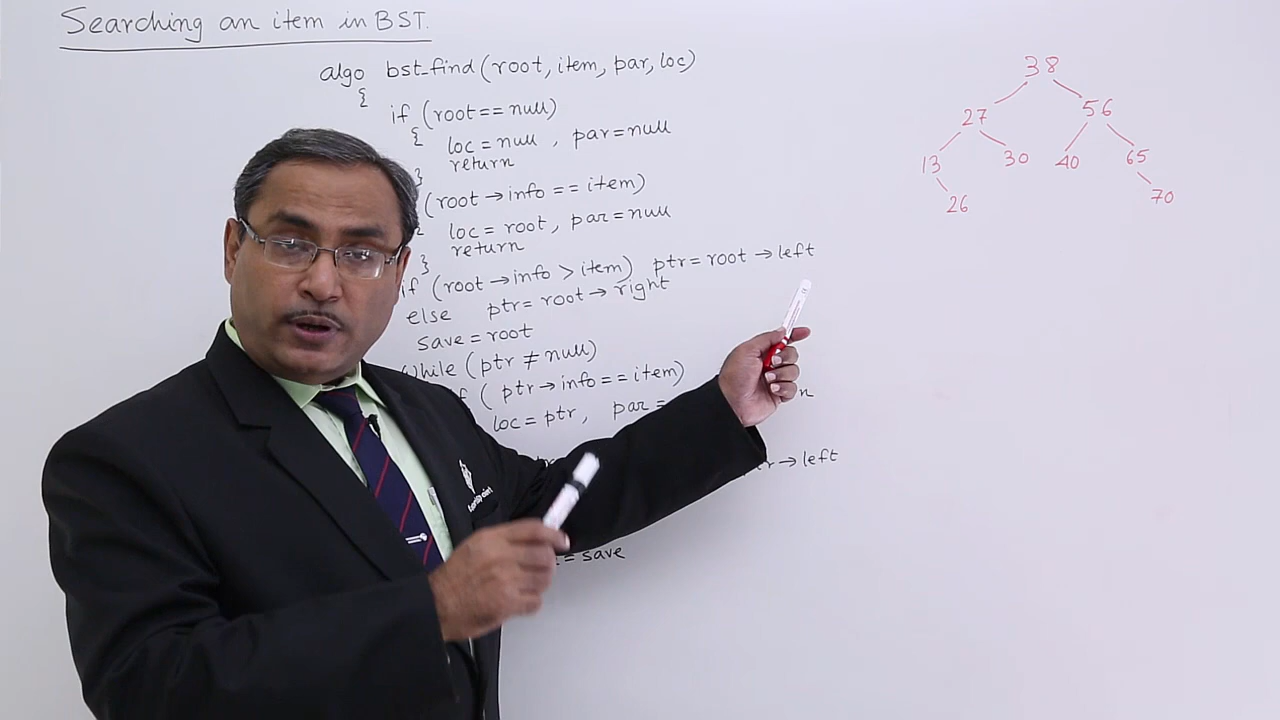 Searching an item in BST.
algo bst_find (root, item, par, loc)
{
if (root == null)
{ loc = null , par = null
return
}
(root → info == item)
loc = root, par = null
return
}
if (root → info > item) ptr = root → left
else ptr = root → right
save = root
while (ptr ≠ null)
( ptr → info == item)
loc = ptr, par =
→ left
= save
38
27 56
13 30 40 65
26 70